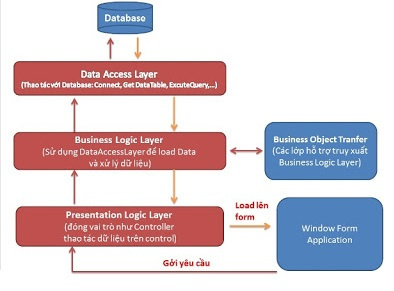 Database
Data Access Layer
(Thao tác với Database: Connect, Get DataTable, ExcuteQuery,...)
Business Logic Layer
(Sử dụng DataAccessLayer để load Data
và xử lý dữ liệu)
Business Object Tranfer
(Các lớp hỗ trợ truy xuất
Business Logic Layer)
Presentation Logic Layer
(đóng vai trò như Controller
thao tác dữ liệu trên control)
Load lên
form
Window Form
Application
Gởi yêu cầu